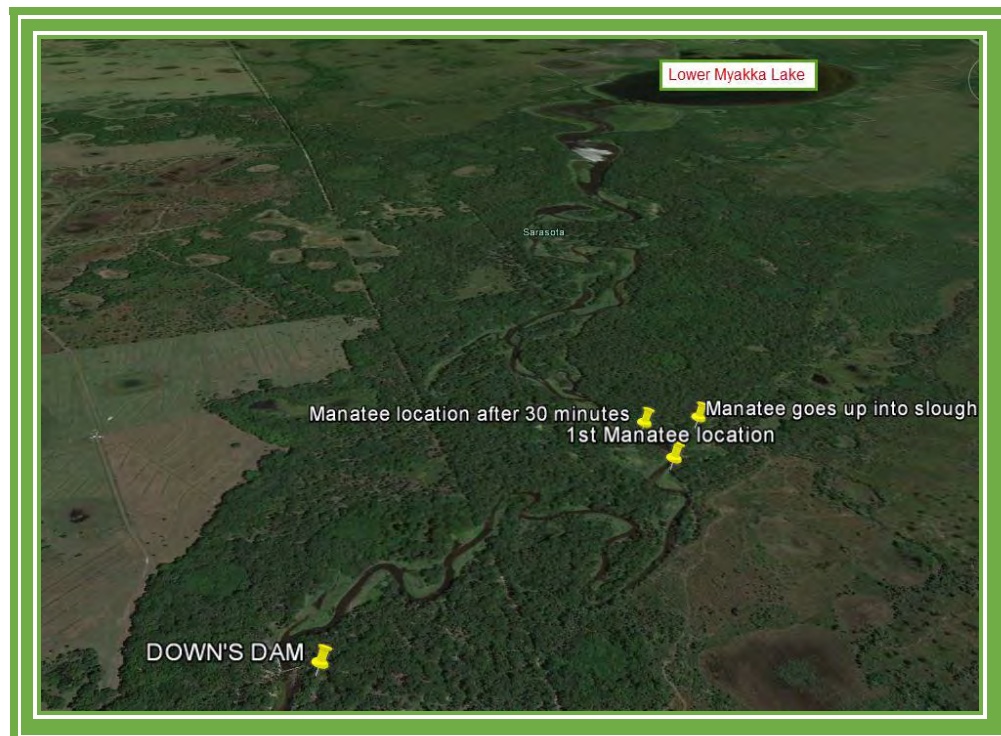 Lower Myakka Lake
Sarasota
Manatee location after 30 minutes
Manatee goes up into slough
1st Manatee location
DOWN'S DAM